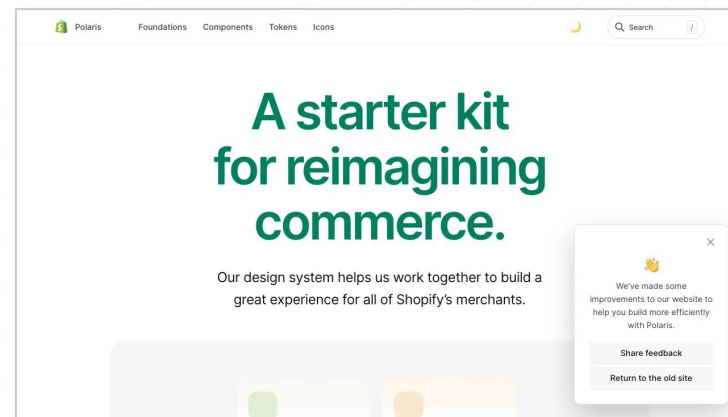 Polaris
Foundations
Components
Tokens
Icons
Search
/
A starter kit
for reimagining
commerce.
Our design system helps us work together to build a
great experience for all of Shopify's merchants.
We've made some
improvements to our website to
help you build more efficiently
with Polaris.
Share feedback
Return to the old site